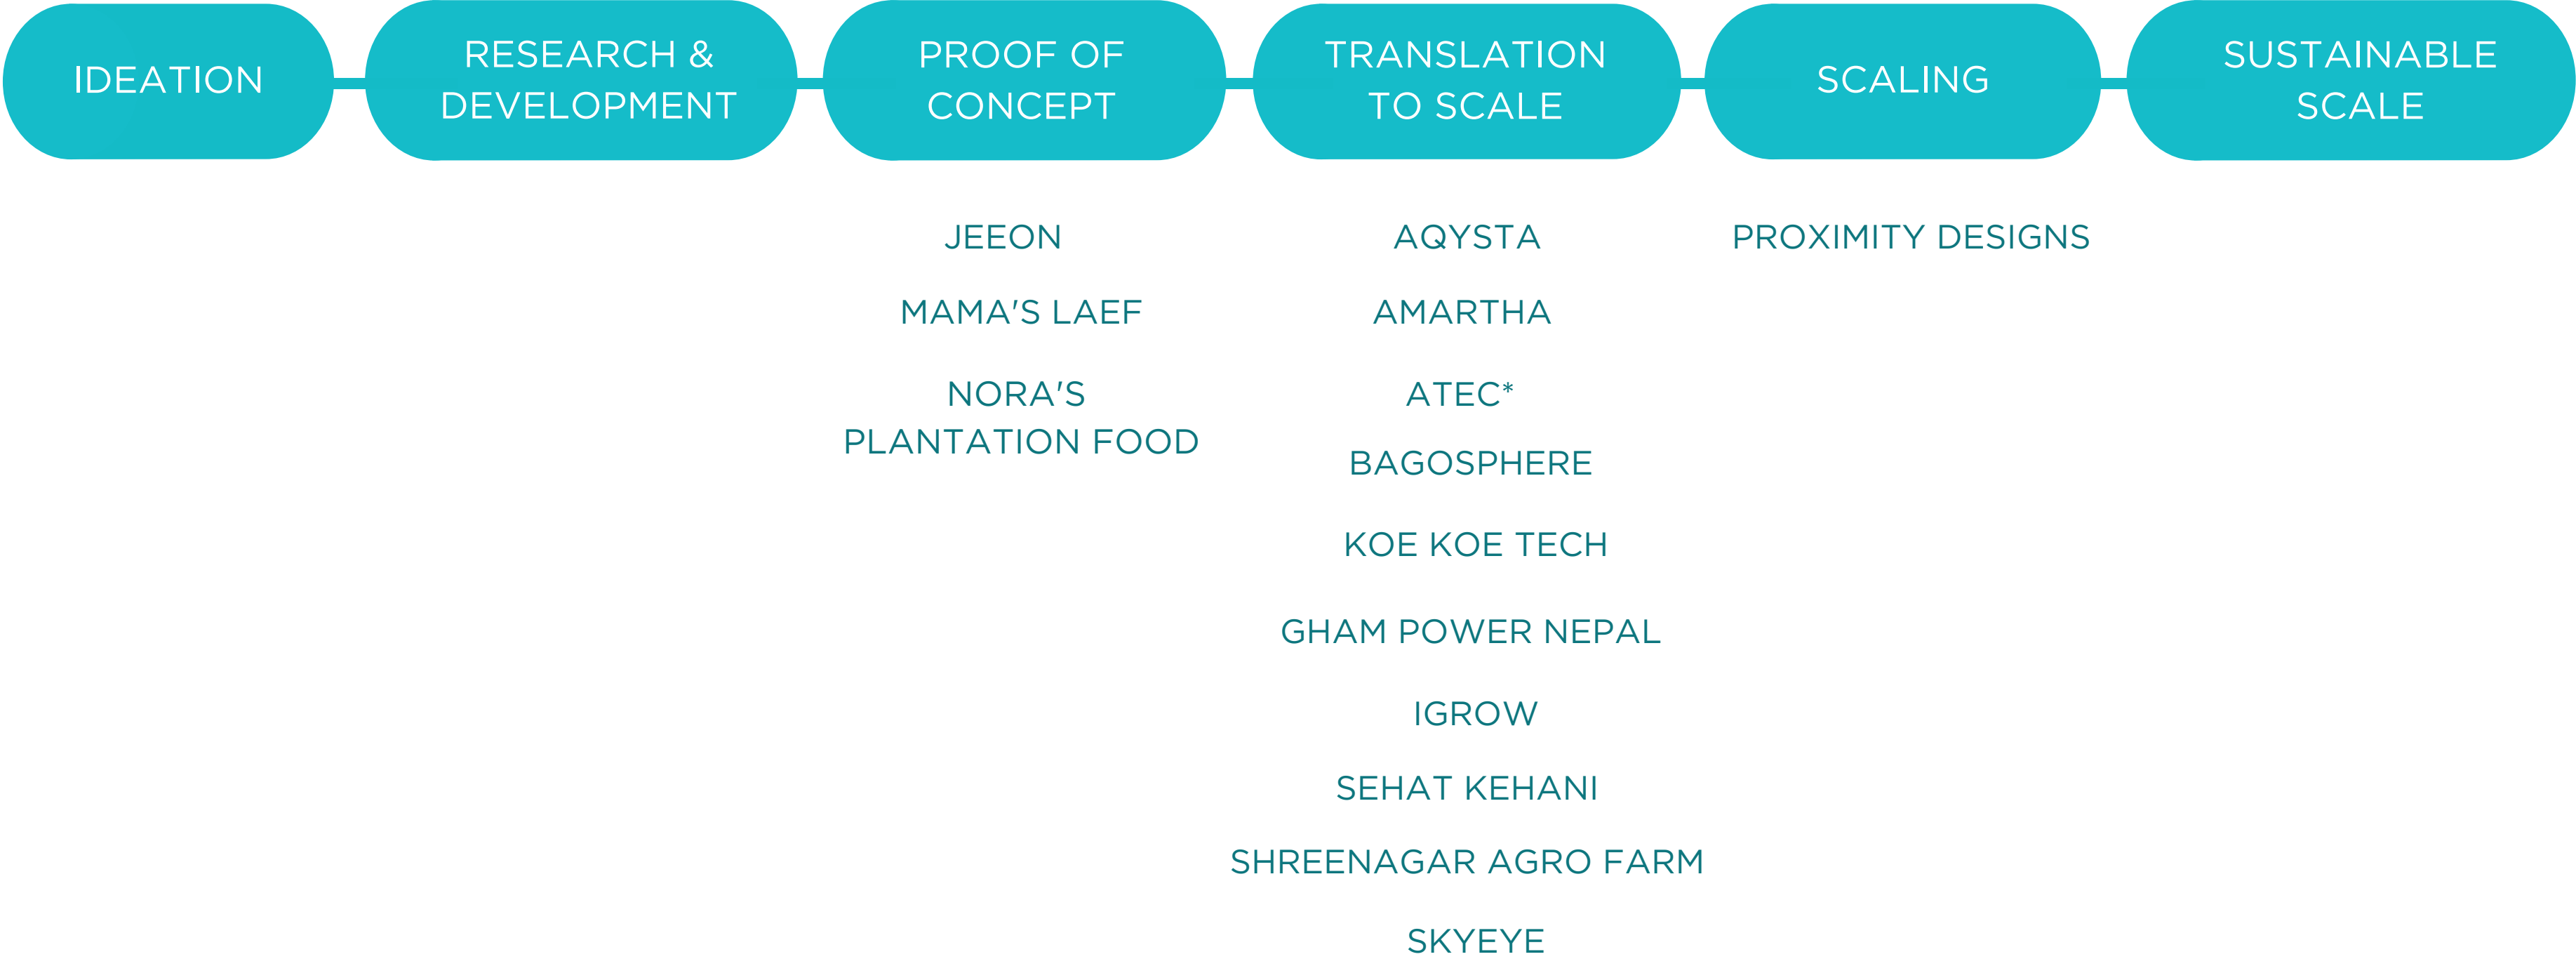 IDEATION
RESEARCH &
DEVELOPMENT
PROOF OF
CONCEPT
TRANSLATION
TO SCALE
SCALING
SUSTAINABLE
SCALE
JEEON
MAMA'S LAEF
NORA'S
PLANTATION FOOD
AQYSTA
AMARTHA
ATEC*
BAGOSPHERE
KOE KOE TECH
GHAM POWER NEPAL
IGROW
SEHAT KEHANI
SHREENAGAR AGRO FARM
SKYEYE
PROXIMITY DESIGNS